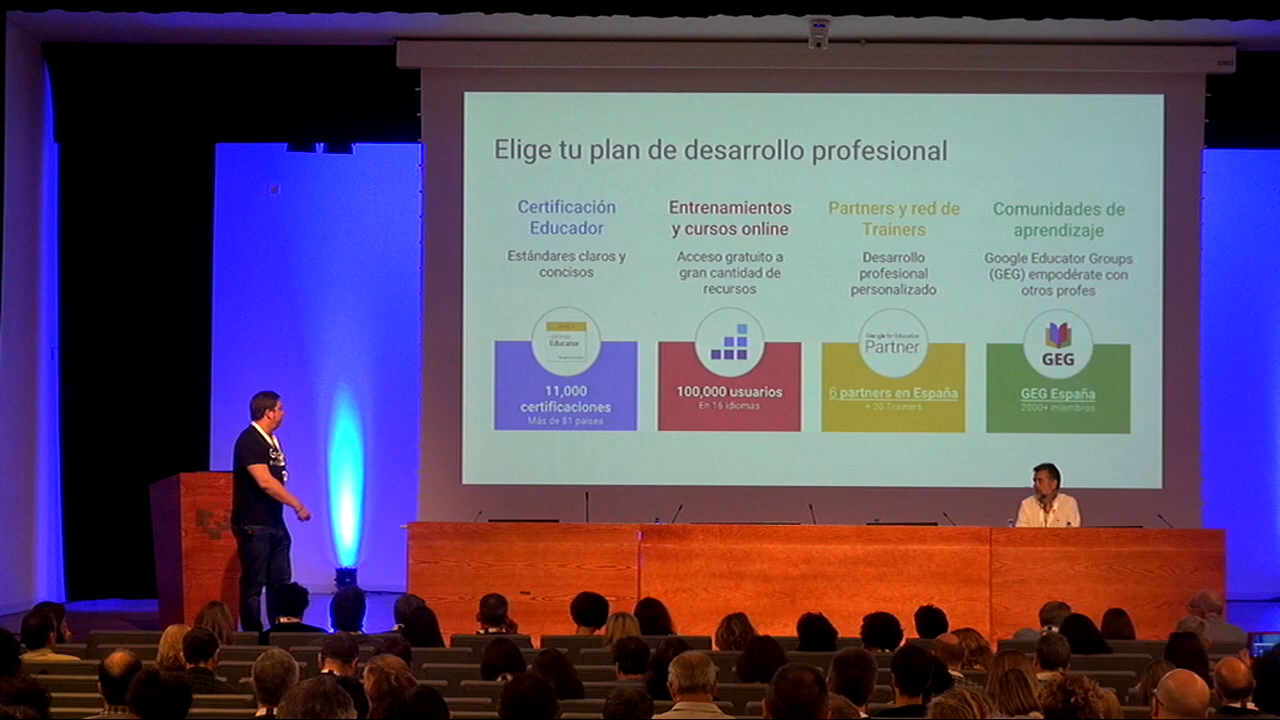 Elige tu plan de desarrollo profesional
Certificación
Educador
Estándares claros y
concisos
Educator
11,000
certificaciones
Más de 81 países
Entrenamientos
y cursos online
Acceso gratuito a
gran cantidad de
recursos
100,000 usuarios
En 16 idiomas
Partners y red de
Trainers
Desarrollo
profesional
personalizado
Google for Education
Partner
6 partners en España
+ 20 Trainers
Comunidades de
aprendizaje
Google Educator Groups
(GEG) empodérate con
otros profes
GEG
GEG España
2000+ miembros